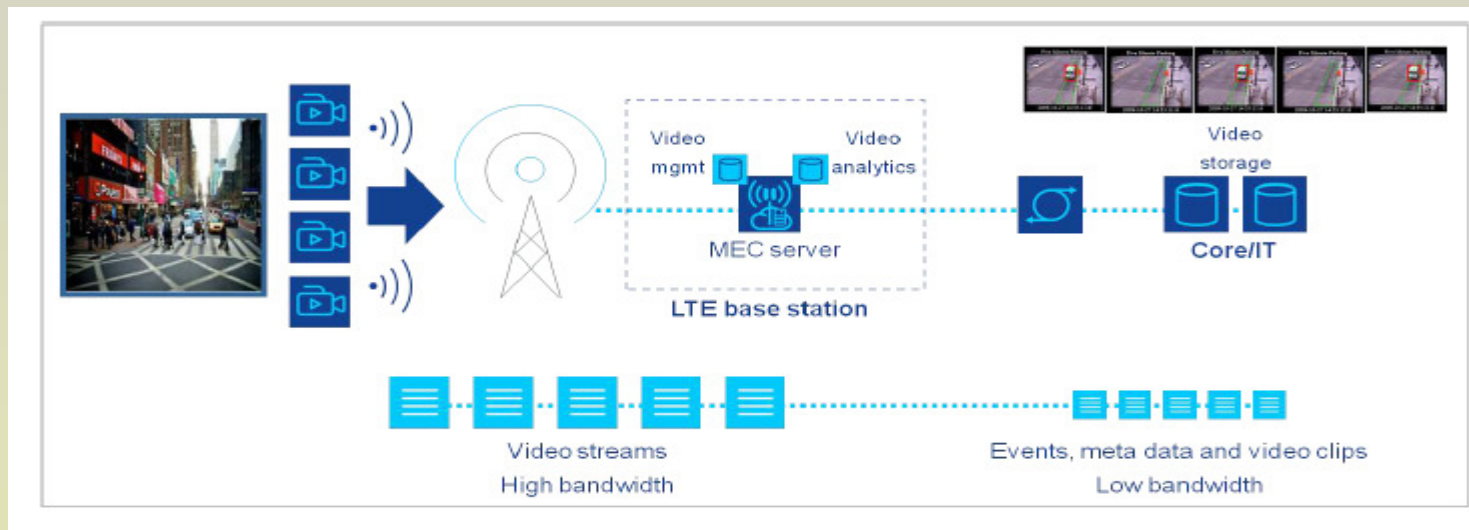 Video
mgmt
Video
analytics
MEC server
LTE base station
Video
storage
Core/IT
Video streams
High bandwidth
Events, meta data and video clips
Low bandwidth